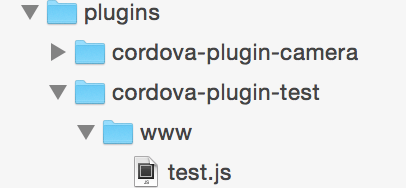 plugins
cordova-plugin-camera
cordova-plugin-test
www
JS
test.js